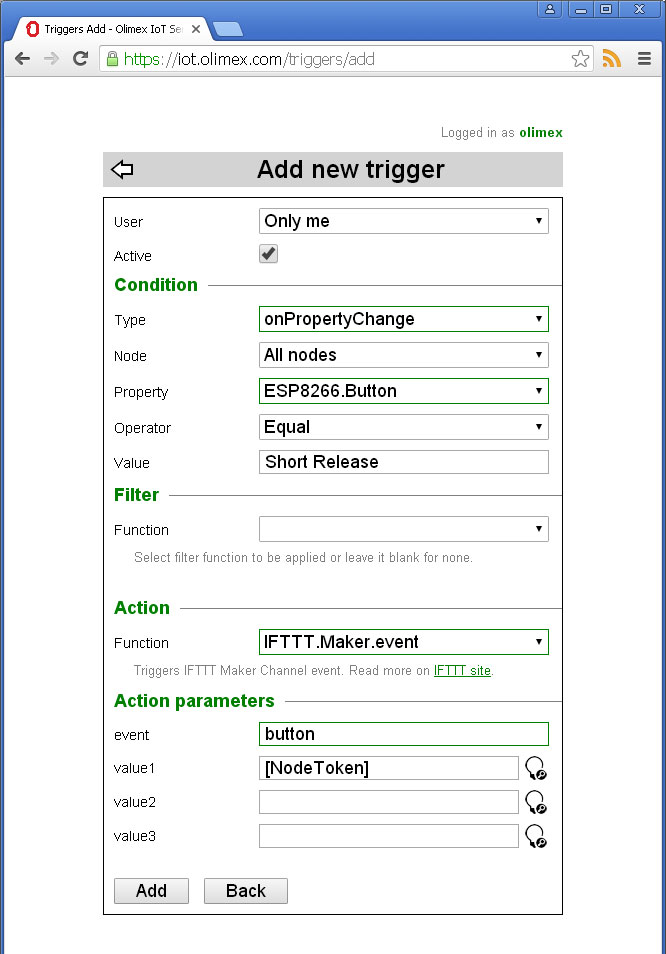 Triggers Add - Olimex IoT Se
https://iot.olimex.com/triggers/add
Logged in as olimex
Add new trigger
User Only me
Active
Condition
Type onPropertyChange
Node All nodes
Property ESP8266.Button
Operator Equal
Value Short Release
Filter
Function
Select filter function to be applied or leave it blank for none.
Action
Function IFTTT.Maker.event
Triggers IFTTT Maker Channel event. Read more on IFTTT site.
Action parameters
event button
value1 [NodeToken]
value2
value3
Add Back